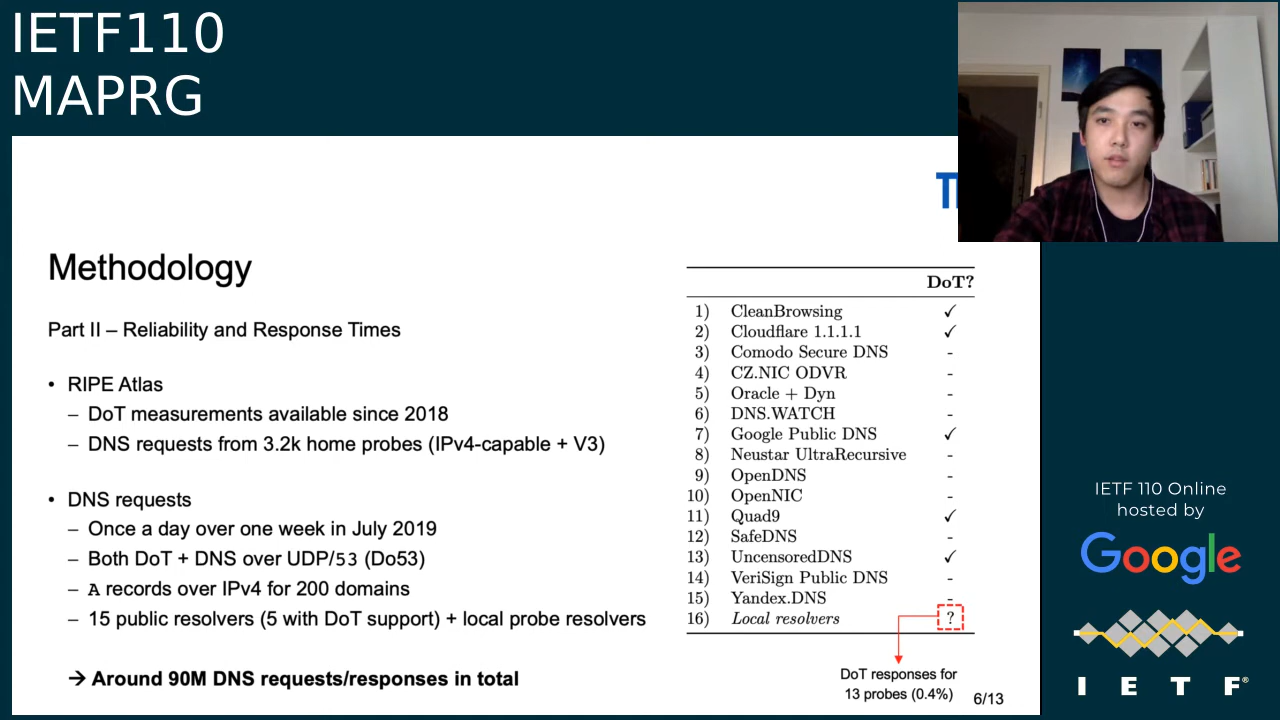 IETF110
MAPRG
Methodology
Part II – Reliability and Response Times
• RIPE Atlas
– DoT measurements available since 2018
– DNS requests from 3.2k home probes (IPv4-capable + V3)
• DNS requests
– Once a day over one week in July 2019
– Both DoT + DNS over UDP/53 (Do53)
– A records over IPv4 for 200 domains
– 15 public resolvers (5 with DoT support) + local probe resolvers
→ Around 90M DNS requests/responses in total
DoT?
1) CleanBrowsing ✓
2) Cloudflare 1.1.1.1 ✓
3) Comodo Secure DNS -
4) CZ.NIC ODVR -
5) Oracle + Dyn -
6) DNS.WATCH -
7) Google Public DNS ✓
8) Neustar UltraRecursive -
9) OpenDNS -
10) OpenNIC -
11) Quad9 ✓
12) SafeDNS -
13) UncensoredDNS ✓
14) VeriSign Public DNS -
15) Yandex.DNS -
16) Local resolvers ?
DoT responses for
13 probes (0.4%)
6/13
IETF 110 Online
hosted by
Google
I E T F®